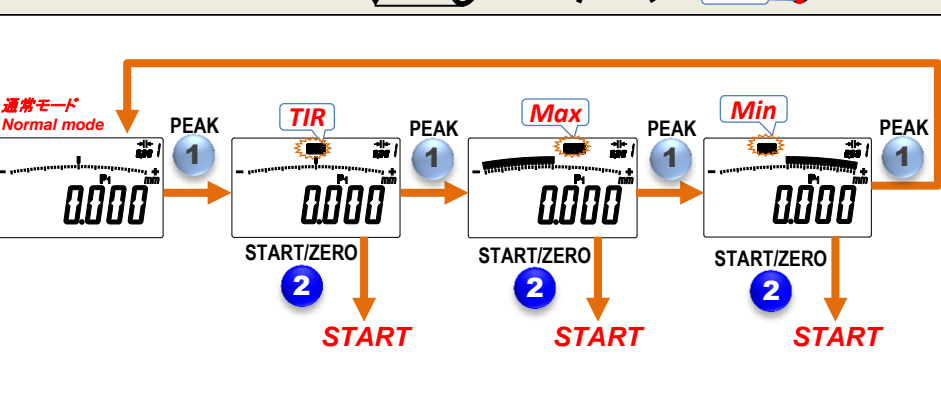 通常モード
Normal mode
PEAK
1
TIR
PEAK
1
Max
PEAK
1
Min
PEAK
1
- +
P1 mm
0.000
- +
P1 mm
0.000
- +
P1 mm
0.000
- +
P1 mm
0.000
START/ZERO
2
START
START/ZERO
2
START
START/ZERO
2
START